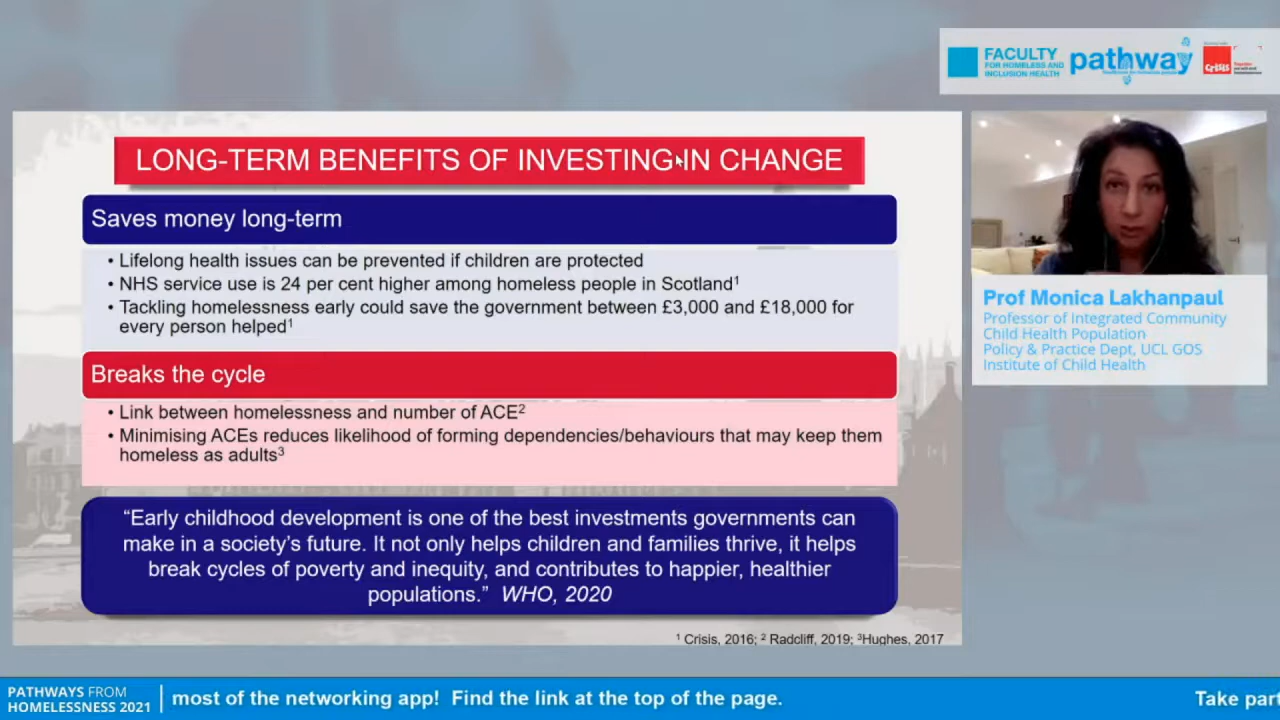 FACULTY
FOR HOMELESS AND
INCLUSION HEALTH
pathway
CRISIS
LONG-TERM BENEFITS OF INVESTING IN CHANGE
Saves money long-term
• Lifelong health issues can be prevented if children are protected
• NHS service use is 24 per cent higher among homeless people in Scotland¹
• Tackling homelessness early could save the government between £3,000 and £18,000 for
every person helped¹
Breaks the cycle
• Link between homelessness and number of ACE²
• Minimising ACEs reduces likelihood of forming dependencies/behaviours that may keep them
homeless as adults³
“Early childhood development is one of the best investments governments can
make in a society’s future. It not only helps children and families thrive, it helps
break cycles of poverty and inequity, and contributes to happier, healthier
populations.” WHO, 2020
¹ Crisis, 2016; ² Radcliff, 2019; ³Hughes, 2017
Prof Monica Lakhanpaul
Professor of Integrated Community
Child Health Population
Policy & Practice Dept, UCL GOS
Institute of Child Health
PATHWAYS FROM
HOMELESSNESS 2021
most of the networking app! Find the link at the top of the page.
Take part